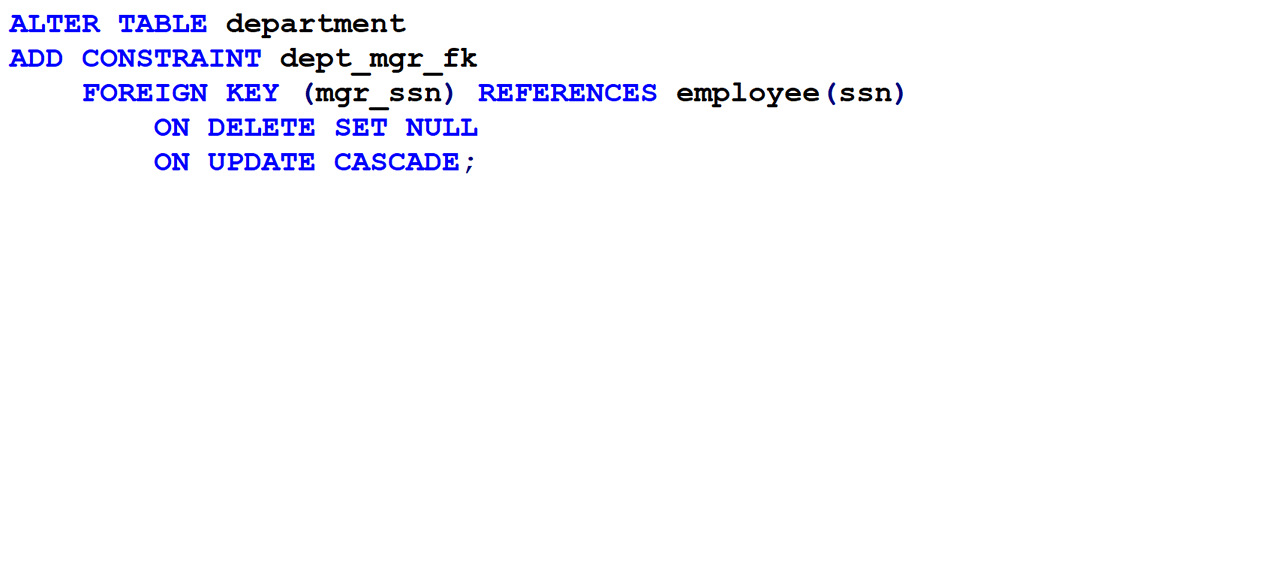 ALTER TABLE department
ADD CONSTRAINT dept_mgr_fk
FOREIGN KEY (mgr_ssn) REFERENCES employee(ssn)
ON DELETE SET NULL
ON UPDATE CASCADE;